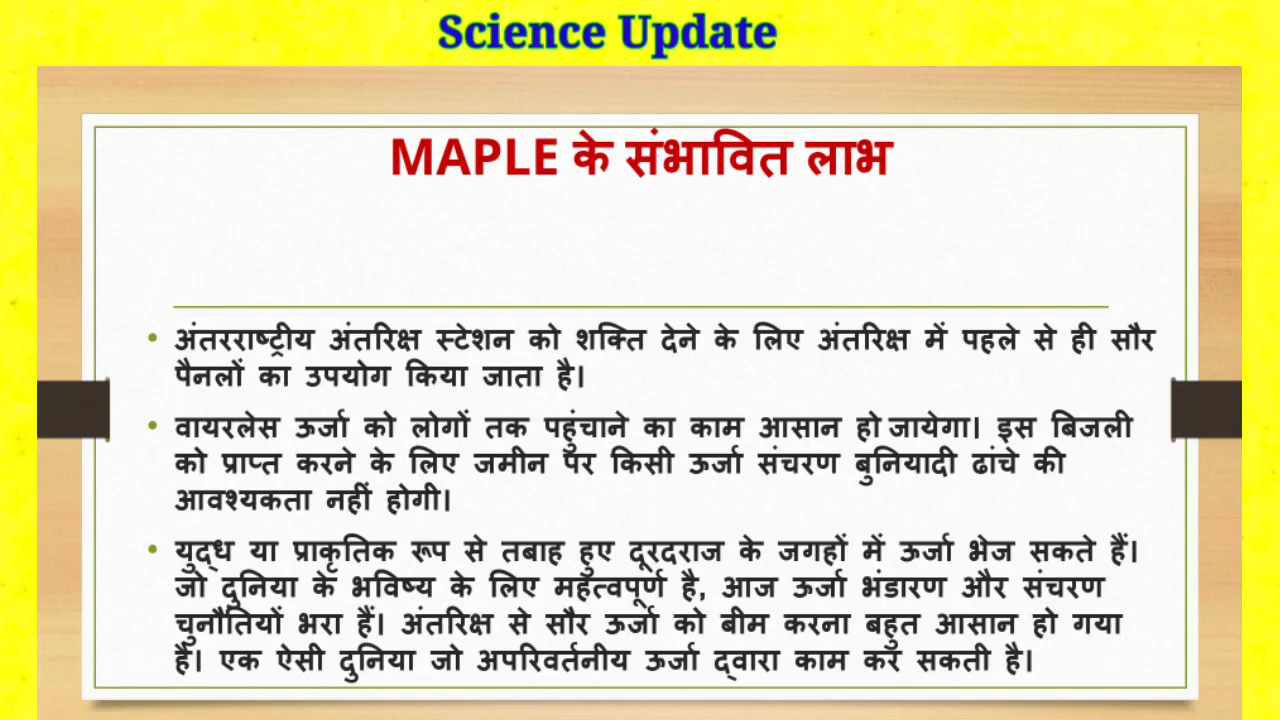 Science Update
MAPLE के संभावित लाभ
• अंतरराष्ट्रीय अंतरिक्ष स्टेशन को शक्ति देने के लिए अंतरिक्ष में पहले से ही सौर
पैनलों का उपयोग किया जाता है।
• वायरलेस ऊर्जा को लोगों तक पहुंचाने का काम आसान हो जायेगा। इस बिजली
को प्राप्त करने के लिए जमीन पर किसी ऊर्जा संचरण बुनियादी ढांचे की
आवश्यकता नहीं होगी।
• युद्ध या प्राकृतिक रूप से तबाह हुए दूरदराज के जगहों में ऊर्जा भेज सकते हैं।
जो दुनिया के भविष्य के लिए महत्वपूर्ण है, आज ऊर्जा भंडारण और संचरण
चुनौतियों भरा हैं। अंतरिक्ष से सौर ऊर्जा को बीम करना बहुत आसान हो गया
है। एक ऐसी दुनिया जो अपरिवर्तनीय ऊर्जा द्वारा काम कर सकती है।